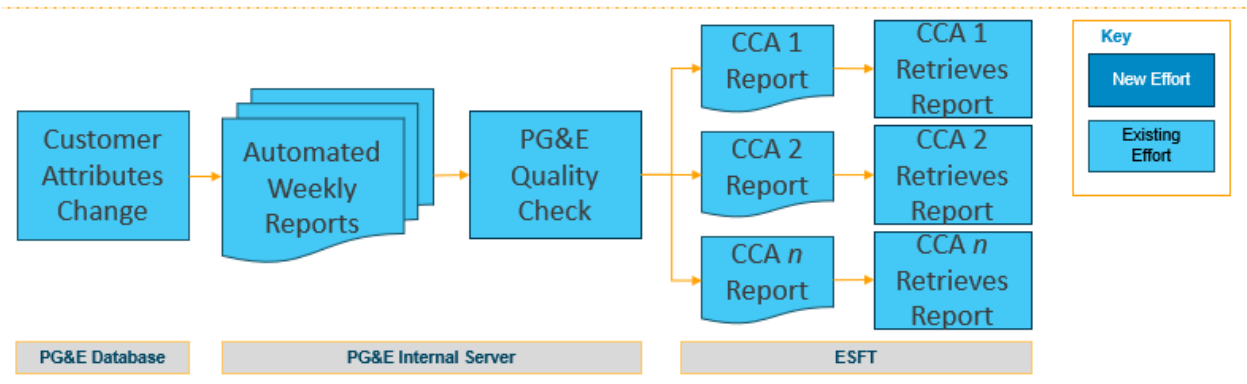 Customer
Attributes
Change
Automated
Weekly
Reports
PG&E
Quality
Check
CCA 1
Report
CCA 1
Retrieves
Report
CCA 2
Report
CCA 2
Retrieves
Report
CCA n
Report
CCA n
Retrieves
Report
Key
New Effort
Existing
Effort
PG&E Database
PG&E Internal Server
ESFT